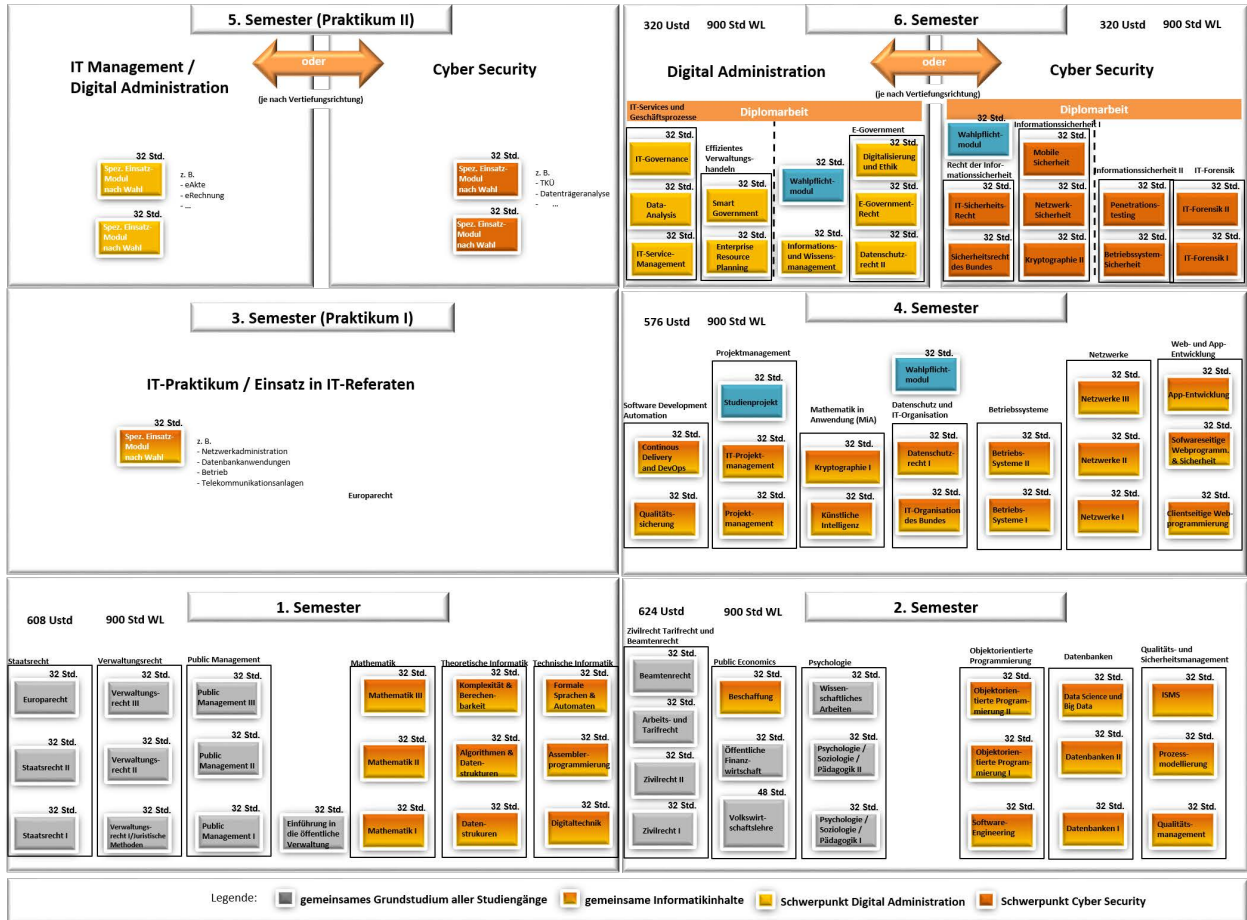 5. Semester (Praktikum II)
oder
(je nach Vertiefungsrichtung)
IT Management /
Digital Administration
Cyber Security
32 Std.
Spez. Einsatz-
Modul
nach Wahl
32 Std.
Spez. Einsatz-
Modul
nach Wahl
z. B.
- eAkte
- eRechnung
- ...
32 Std.
Spez. Einsatz-
Modul
nach Wahl
32 Std.
Spez. Einsatz-
Modul
nach Wahl
z. B.
- TKÜ
- Datenträgeranalyse
- ...
320 Ustd 900 Std WL
6. Semester
320 Ustd 900 Std WL
oder
(je nach Vertiefungsrichtung)
Digital Administration
Cyber Security
Diplomarbeit
IT-Services und
Geschäftsprozesse
32 Std.
IT-Governance
32 Std.
Data-
Analysis
32 Std.
IT-Service-
Management
Effizientes
Verwaltungs-
handeln
32 Std.
Smart
Government
32 Std.
Enterprise
Resource
Planning
32 Std.
Wahlpflicht-
modul
32 Std.
Informations-
und Wissens-
management
E-Government
32 Std.
Digitalisierung
und Ethik
32 Std.
E-Government-
Recht
32 Std.
Datenschutz-
recht II
Diplomarbeit
32 Std.
Wahlpflicht-
modul
Recht der Infor-
mationssicherheit
32 Std.
IT-Sicherheits-
Recht
32 Std.
Sicherheitsrecht
des Bundes
Informationssicherheit I
32 Std.
Mobile
Sicherheit
32 Std.
Netzwerk-
Sicherheit
32 Std.
Kryptographie II
Informationssicherheit II
32 Std.
Penetrations-
testing
32 Std.
Betriebssystem-
Sicherheit
IT-Forensik
32 Std.
IT-Forensik II
32 Std.
IT-Forensik I
3. Semester (Praktikum I)
IT-Praktikum / Einsatz in IT-Referaten
32 Std.
Spez. Einsatz-
Modul
nach Wahl
z. B.
- Netzwerkadministration
- Datenbankanwendungen
- Betrieb
- Telekommunikationsanlagen
Europarecht
4. Semester
576 Ustd 900 Std WL
Software Development
Automation
32 Std.
Continous
Delivery
and DevOps
32 Std.
Qualitäts-
sicherung
Projektmanagement
32 Std.
Studienprojekt
32 Std.
IT-Projekt-
management
32 Std.
Projekt-
management
Mathematik in
Anwendung (MiA)
32 Std.
Kryptographie I
32 Std.
Künstliche
Intelligenz
32 Std.
Wahlpflicht-
modul
Datenschutz und
IT-Organisation
32 Std.
Datenschutz-
recht I
32 Std.
IT-Organisation
des Bundes
Betriebssysteme
32 Std.
Betriebs-
Systeme II
32 Std.
Betriebs-
Systeme I
Netzwerke
32 Std.
Netzwerke III
32 Std.
Netzwerke II
32 Std.
Netzwerke I
Web- und App-
Entwicklung
32 Std.
App-Entwicklung
32 Std.
Sofwareseitige
Webprogramm.
& Sicherheit
32 Std.
Clientseitige Web-
programmierung
1. Semester
608 Ustd 900 Std WL
Staatsrecht
32 Std.
Europarecht
32 Std.
Staatsrecht II
32 Std.
Staatsrecht I
Verwaltungsrecht
32 Std.
Verwaltungs-
recht III
32 Std.
Verwaltungs-
recht II
32 Std.
Verwaltungs-
recht I/Juristische
Methoden
Public Management
32 Std.
Public
Management III
32 Std.
Public
Management II
32 Std.
Public
Management I
32 Std.
Einführung in
die öffentliche
Verwaltung
Mathematik
32 Std.
Mathematik III
32 Std.
Mathematik II
32 Std.
Mathematik I
Theoretische Informatik
32 Std.
Komplexität &
Berechen-
barkeit
32 Std.
Algorithmen &
Daten-
strukturen
32 Std.
Daten-
strukuren
Technische Informatik
32 Std.
Formale
Sprachen &
Automaten
32 Std.
Assembler-
programmierung
32 Std.
Digitaltechnik
2. Semester
624 Ustd 900 Std WL
Zivilrecht Tarifrecht und
Beamtenrecht
32 Std.
Beamtenrecht
32 Std.
Arbeits- und
Tarifrecht
32 Std.
Zivilrecht II
32 Std.
Zivilrecht I
Public Economics
32 Std.
Beschaffung
32 Std.
Öffentliche
Finanz-
wirtschaft
48 Std.
Volkswirt-
schaftslehre
Psychologie
32 Std.
Wissen-
schaftliches
Arbeiten
32 Std.
Psychologie /
Soziologie /
Pädagogik II
32 Std.
Psychologie /
Soziologie /
Pädagogik I
Objektorientierte
Programmierung
32 Std.
Objektorien-
tierte Program-
mierung II
32 Std.
Objektorien-
tierte Program-
mierung I
32 Std.
Software-
Engineering
Datenbanken
32 Std.
Data Science und
Big Data
32 Std.
Datenbanken II
32 Std.
Datenbanken I
Qualitäts- und
Sicherheitsmanagement
32 Std.
ISMS
32 Std.
Prozess-
modellierung
32 Std.
Qualitäts-
management
Legende:
gemeinsames Grundstudium aller Studiengänge
gemeinsame Informatikinhalte
Schwerpunkt Digital Administration
Schwerpunkt Cyber Security